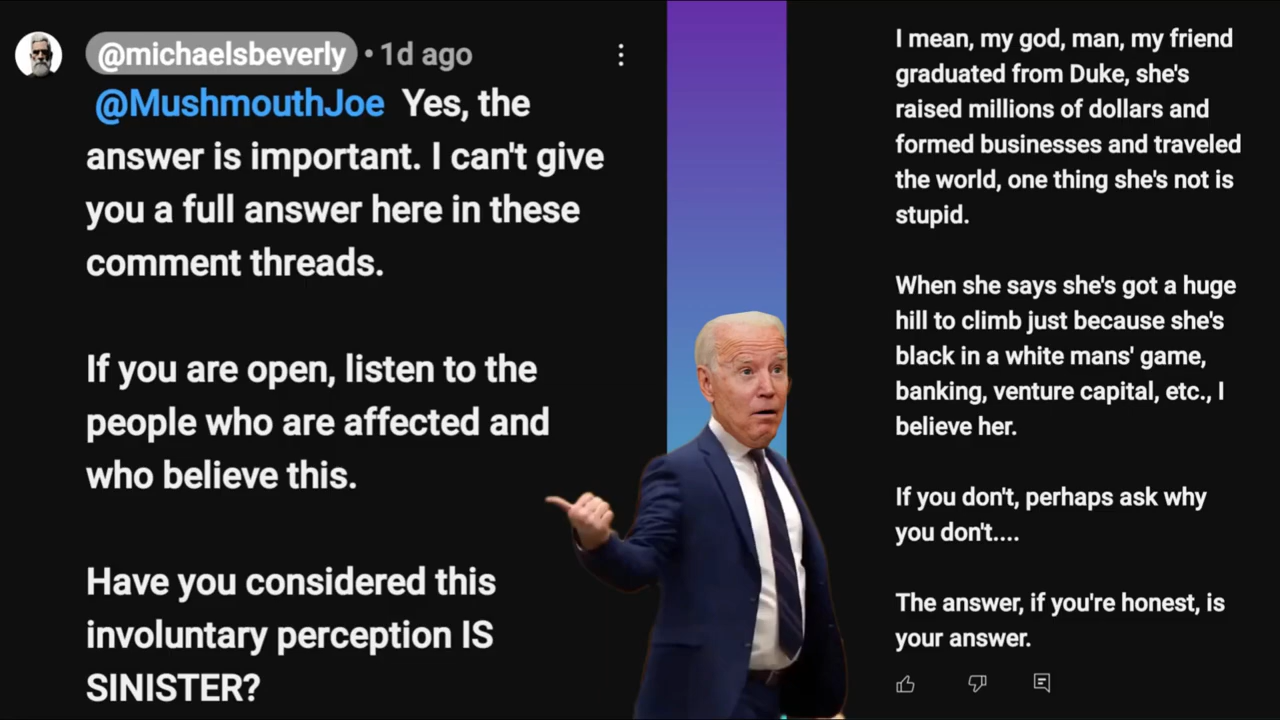 @michaelsbeverly • 1d ago
@MushmouthJoe Yes, the
answer is important. I can't give
you a full answer here in these
comment threads.
If you are open, listen to the
people who are affected and
who believe this.
Have you considered this
involuntary perception IS
SINISTER?
I mean, my god, man, my friend
graduated from Duke, she's
raised millions of dollars and
formed businesses and traveled
the world, one thing she's not is
stupid.
When she says she's got a huge
hill to climb just because she's
black in a white mans' game,
banking, venture capital, etc., I
believe her.
If you don't, perhaps ask why
you don't....
The answer, if you're honest, is
your answer.